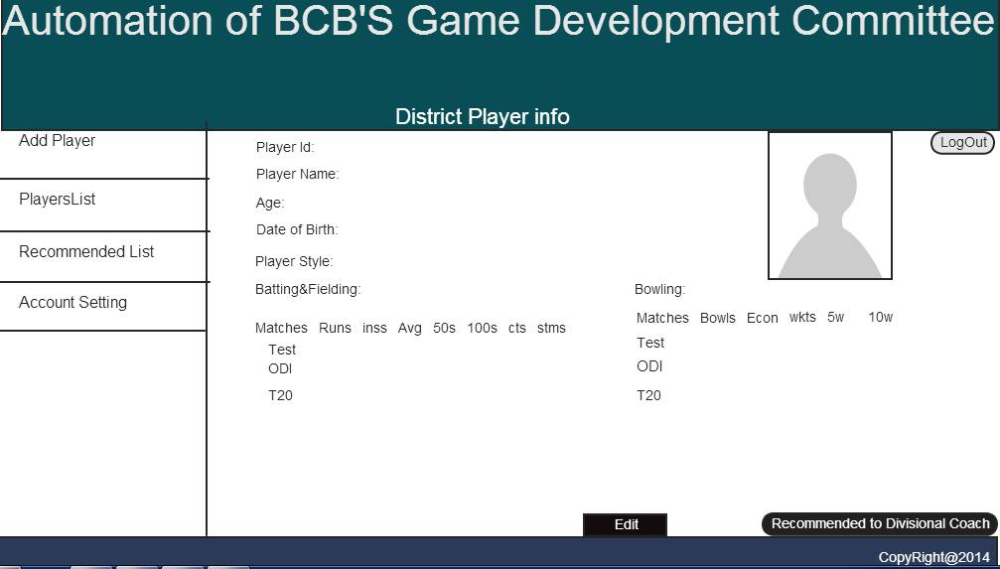 Automation of BCB'S Game Development Committee
District Player info
Add Player
PlayersList
Recommended List
Account Setting
LogOut
Player Id:
Player Name:
Age:
Date of Birth:
Player Style:
Batting&Fielding:
Matches Runs inss Avg 50s 100s cts stms
Test
ODI
T20
Bowling:
Matches Bowls Econ wkts 5w 10w
Test
ODI
T20
Edit
Recommended to Divisional Coach
CopyRight@2014